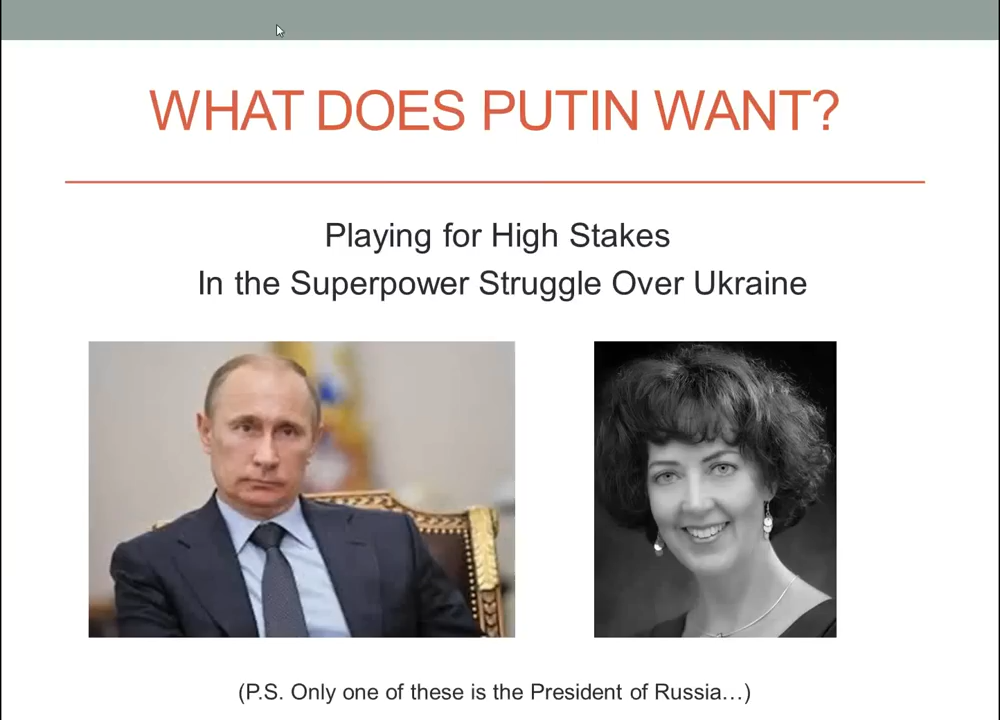 WHAT DOES PUTIN WANT?
Playing for High Stakes
In the Superpower Struggle Over Ukraine
(P.S. Only one of these is the President of Russia…)